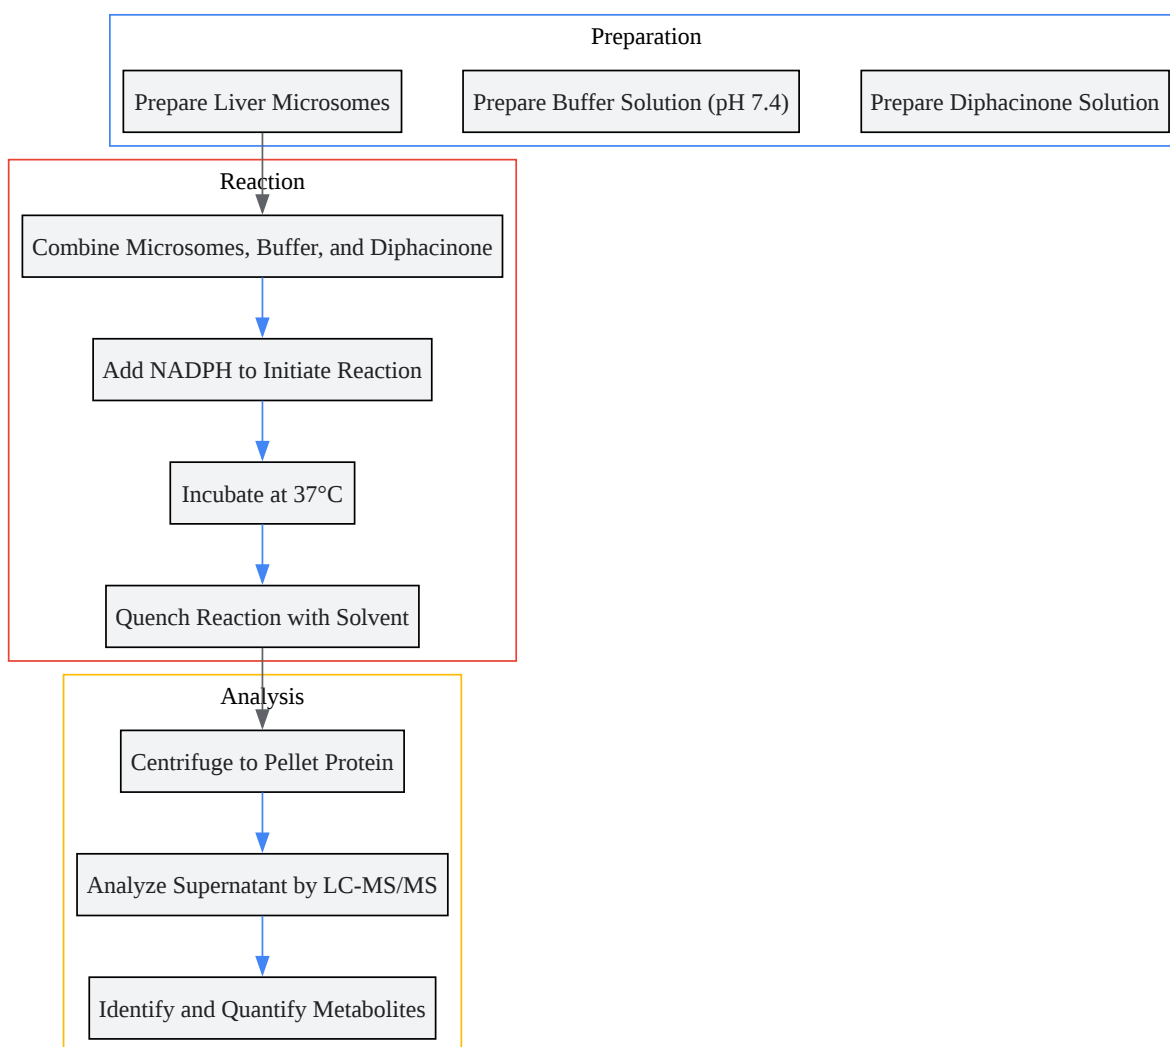 Preparation
Prepare Liver Microsomes
Prepare Buffer Solution (pH 7.4)
Prepare Diphacinone Solution
Reaction
Combine Microsomes, Buffer, and Diphacinone
Add NADPH to Initiate Reaction
Incubate at 37°C
Quench Reaction with Solvent
Analysis
Centrifuge to Pellet Protein
Analyze Supernatant by LC-MS/MS
Identify and Quantify Metabolites